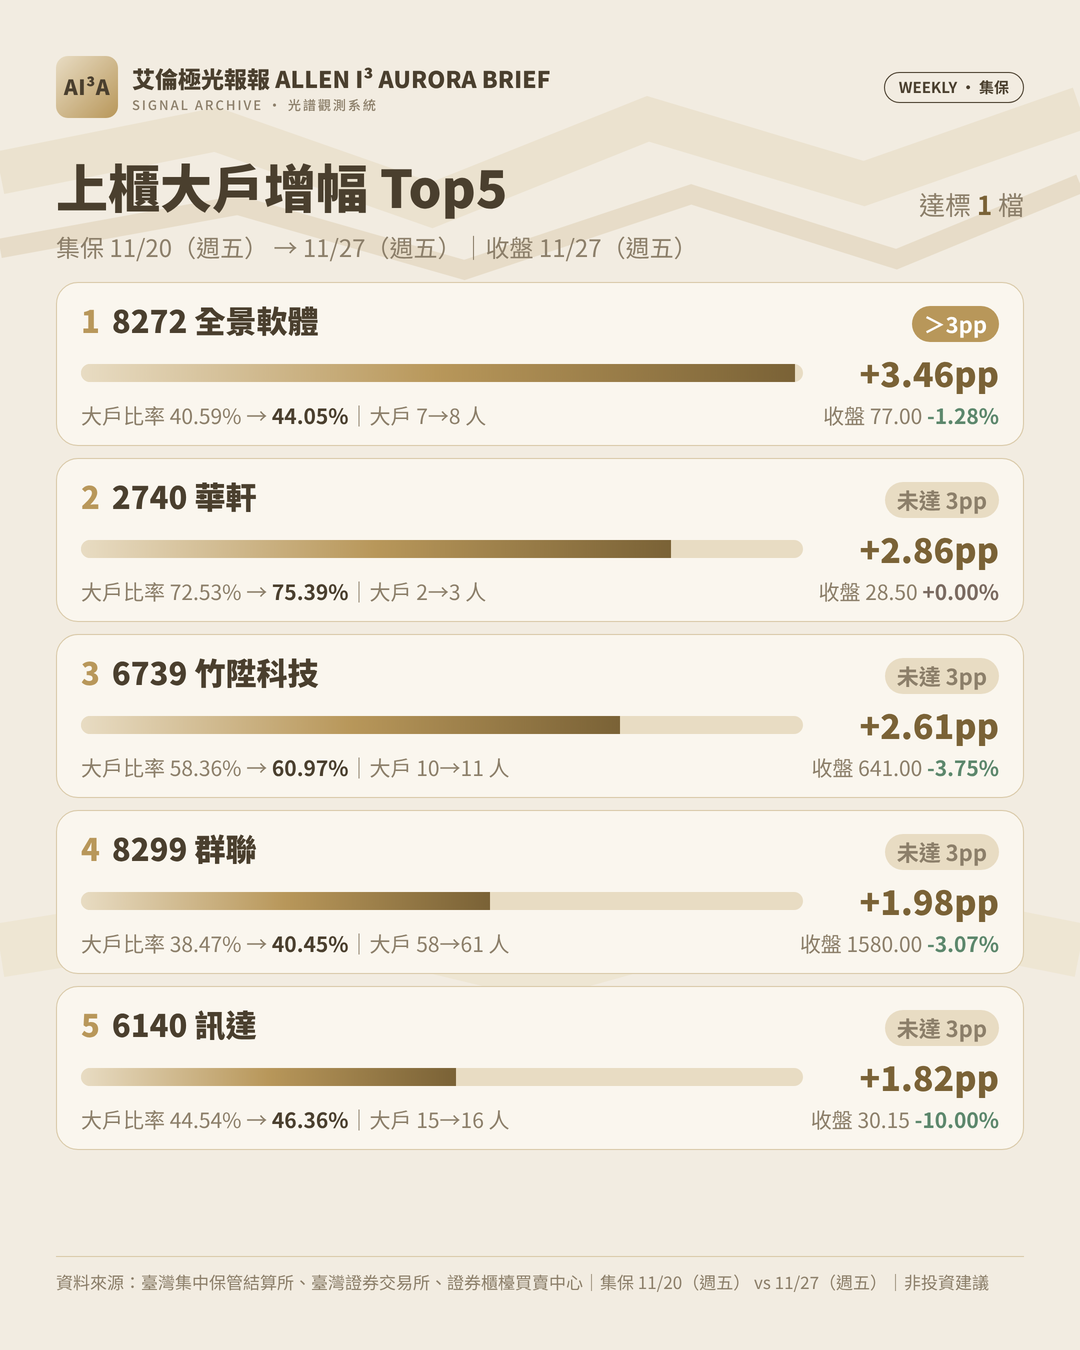 AI³A
艾倫極光報報 ALLEN I³ AURORA BRIEF
SIGNAL ARCHIVE ・ 光譜觀測系統
WEEKLY ・ 集保
上櫃大戶增幅 Top5
達標 1 檔
集保 11/20（週五） → 11/27（週五）｜收盤 11/27（週五）
1 8272 全景軟體
＞3pp
+3.46pp
大戶比率 40.59% → 44.05%｜大戶 7→8 人
收盤 77.00 -1.28%
2 2740 華軒
未達 3pp
+2.86pp
大戶比率 72.53% → 75.39%｜大戶 2→3 人
收盤 28.50 +0.00%
3 6739 竹陞科技
未達 3pp
+2.61pp
大戶比率 58.36% → 60.97%｜大戶 10→11 人
收盤 641.00 -3.75%
4 8299 群聯
未達 3pp
+1.98pp
大戶比率 38.47% → 40.45%｜大戶 58→61 人
收盤 1580.00 -3.07%
5 6140 訊達
未達 3pp
+1.82pp
大戶比率 44.54% → 46.36%｜大戶 15→16 人
收盤 30.15 -10.00%
資料來源：臺灣集中保管結算所、臺灣證券交易所、證券櫃檯買賣中心｜集保 11/20（週五） vs 11/27（週五）｜非投資建議